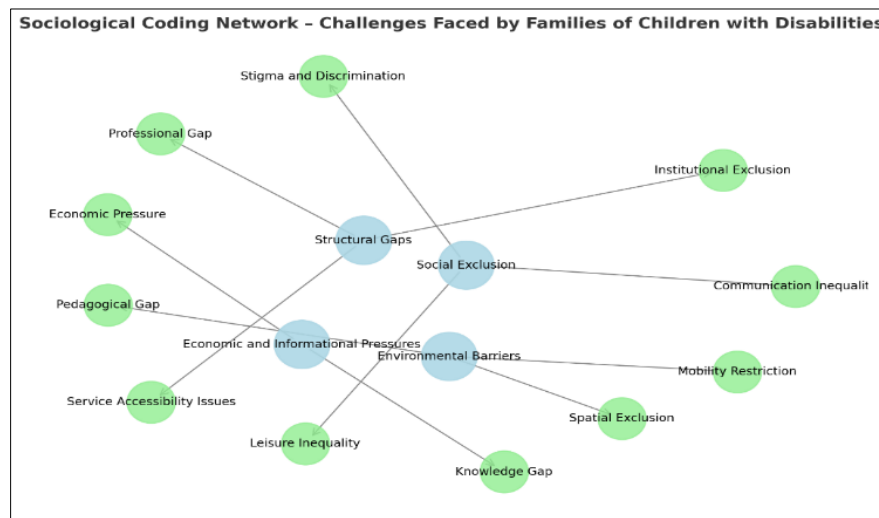 Sociological Coding Network – Challenges Faced by Families of Children with Disabilities
Stigma and Discrimination
Professional Gap
Institutional Exclusion
Economic Pressure
Structural Gaps
Social Exclusion
Communication Inequalit
Pedagogical Gap
Economic and Informational Pressures
Environmental Barriers
Mobility Restriction
Service Accessibility Issues
Spatial Exclusion
Leisure Inequality
Knowledge Gap